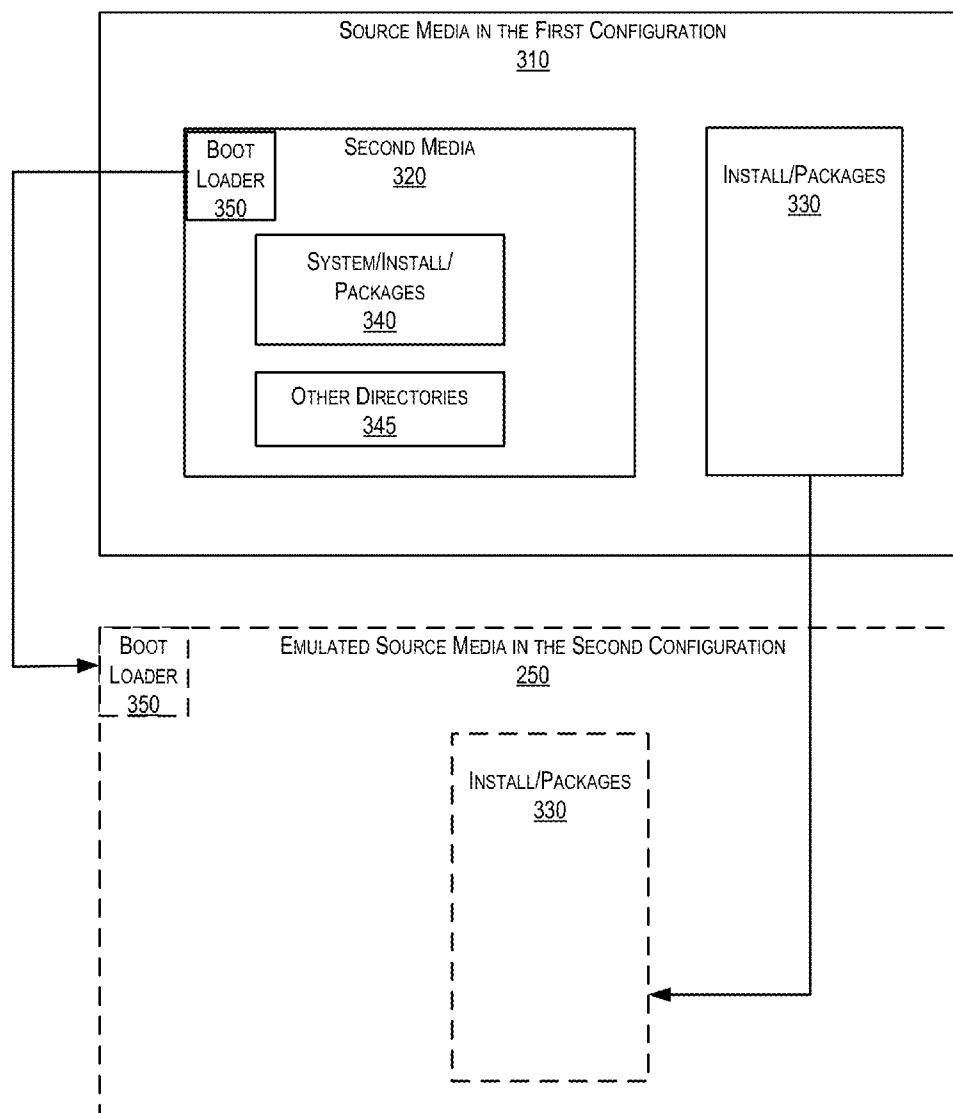 SOURCE MEDIA IN THE FIRST CONFIGURATION
310
BOOT
LOADER
350
SECOND MEDIA
320
SYSTEM/INSTALL/
PACKAGES
340
OTHER DIRECTORIES
345
INSTALL/PACKAGES
330
BOOT
LOADER
350
EMULATED SOURCE MEDIA IN THE SECOND CONFIGURATION
250
INSTALL/PACKAGES
330